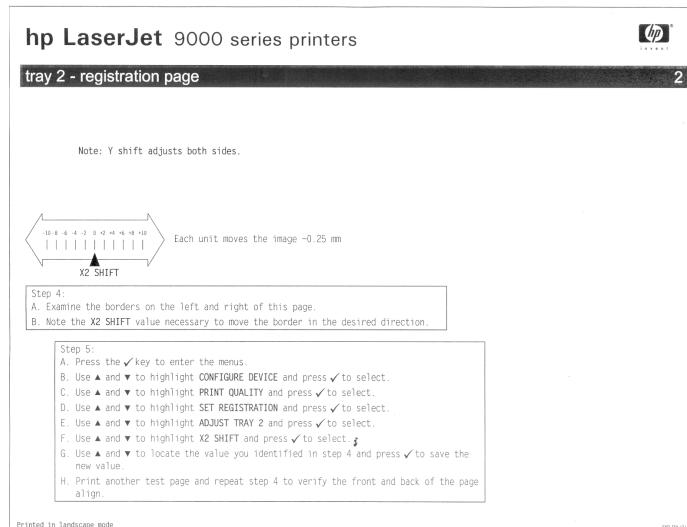 hp LaserJet 9000 series printers
hp
invent
tray 2 - registration page 2
Note: Y shift adjusts both sides.
-10 -8 -6 -4 -2 0 +2 +4 +6 +8 +10
Each unit moves the image ~0.25 mm
X2 SHIFT
Step 4:
A. Examine the borders on the left and right of this page.
B. Note the X2 SHIFT value necessary to move the border in the desired direction.
Step 5:
A. Press the ✓ key to enter the menus.
B. Use ▲ and ▼ to highlight CONFIGURE DEVICE and press ✓ to select.
C. Use ▲ and ▼ to highlight PRINT QUALITY and press ✓ to select.
D. Use ▲ and ▼ to highlight SET REGISTRATION and press ✓ to select.
E. Use ▲ and ▼ to highlight ADJUST TRAY 2 and press ✓ to select.
F. Use ▲ and ▼ to highlight X2 SHIFT and press ✓ to select.
G. Use ▲ and ▼ to locate the value you identified in step 4 and press ✓ to save the
new value.
H. Print another test page and repeat step 4 to verify the front and back of the page
align.
Printed in landscape mode